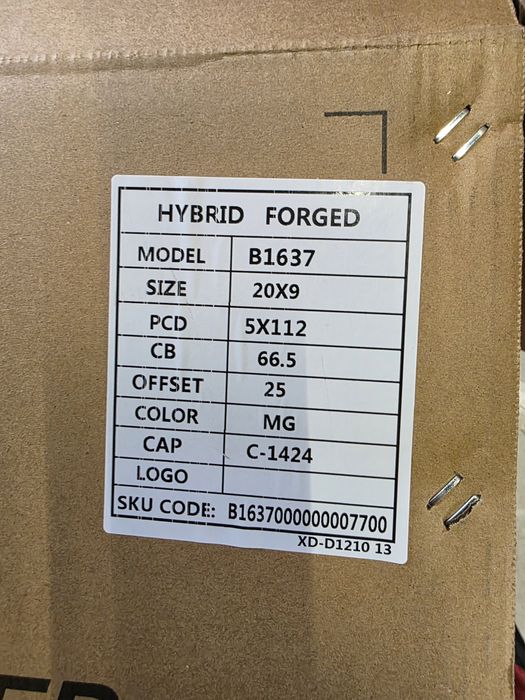 HYBRID FORGED
MODEL B1637
SIZE 20X9
PCD 5X112
CB 66.5
OFFSET 25
COLOR MG
CAP C-1424
LOGO
SKU CODE: B1637000000007700
XD-D1210 13